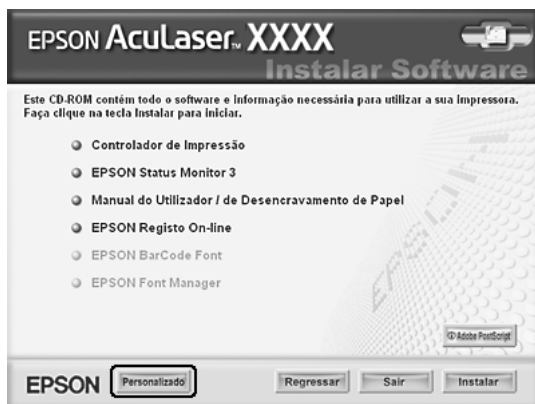 EPSON AcuLaser™ XXXX
Instalar Software
Este CD-ROM contém todo o software e informação necessária para utilizar a sua impressora.
Faça clique na tecla Instalar para iniciar.
Controlador de Impressão
EPSON Status Monitor 3
Manual do Utilizador / de Desencravamento de Papel
EPSON Registo On-line
EPSON BarCode Font
EPSON Font Manager
EPSON
Adobe PostScript
EPSON
Personalizado
Regressar
Sair
Instalar